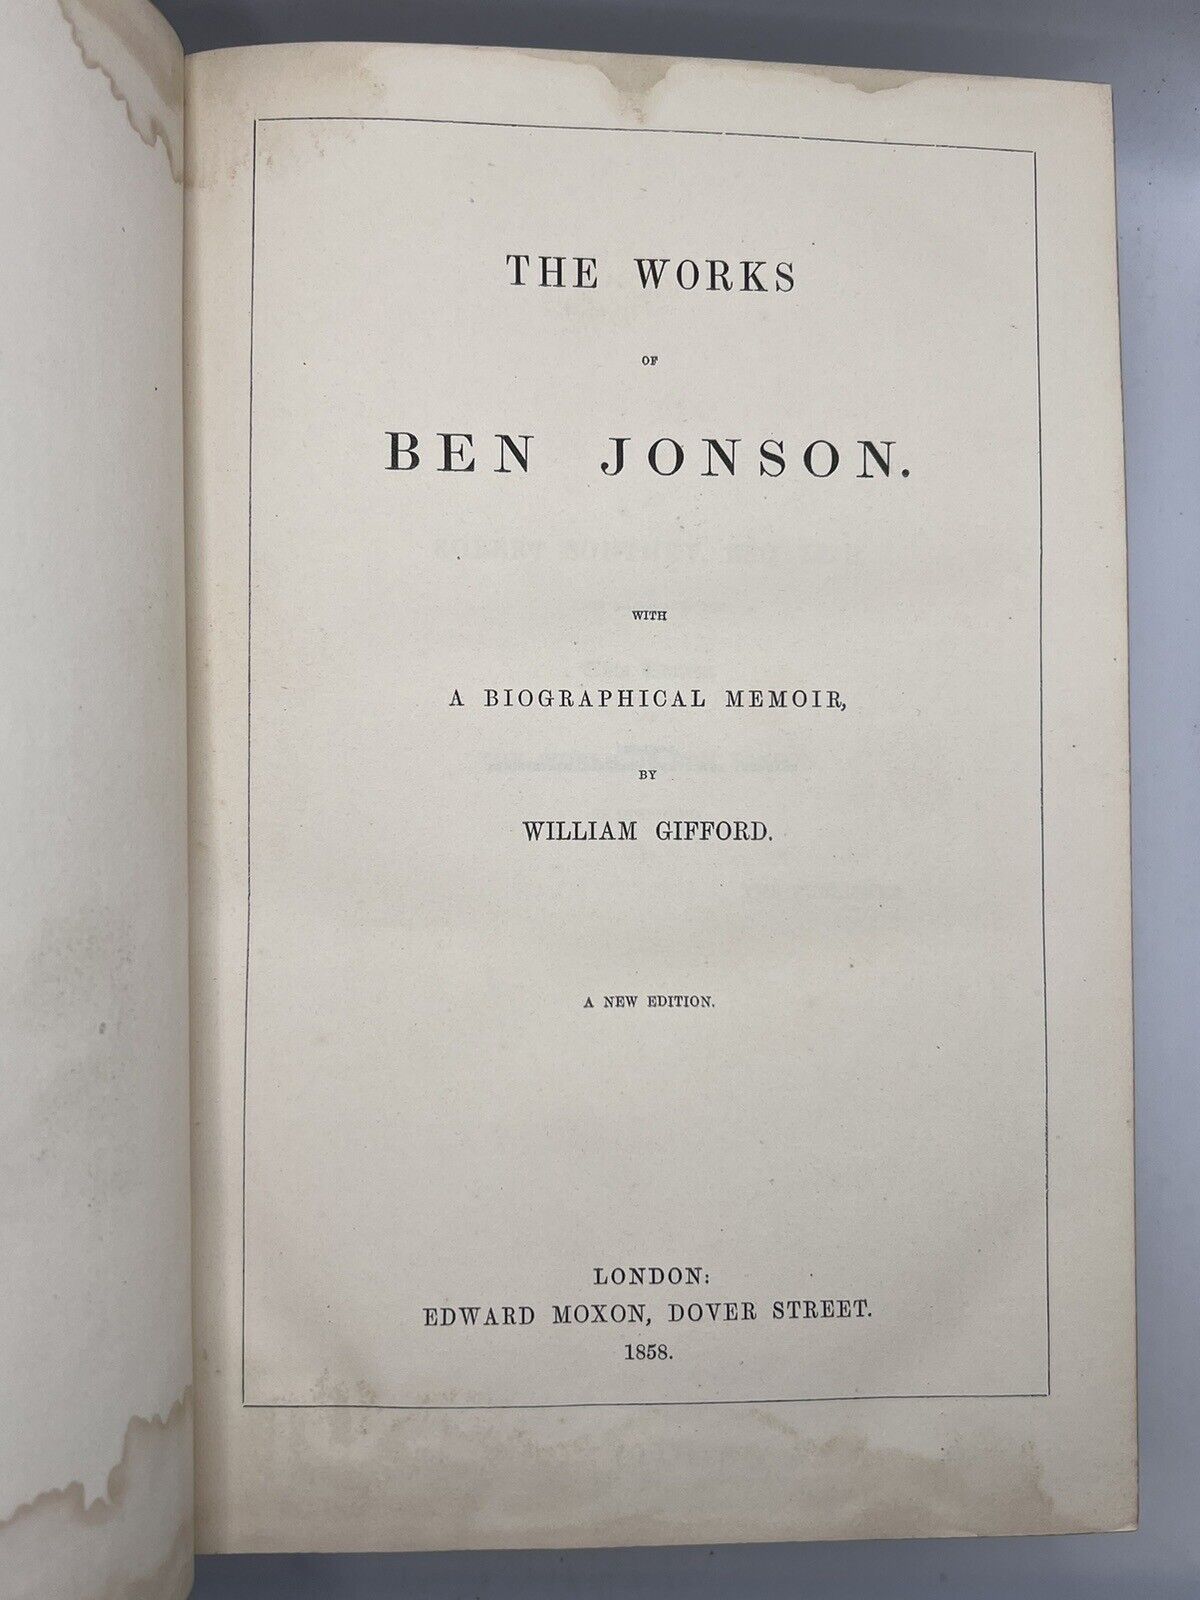 THE WORKS
OF
BEN JONSON.
WITH
A BIOGRAPHICAL MEMOIR,
BY
WILLIAM GIFFORD.
A NEW EDITION.
LONDON:
EDWARD MOXON, DOVER STREET.
1858.